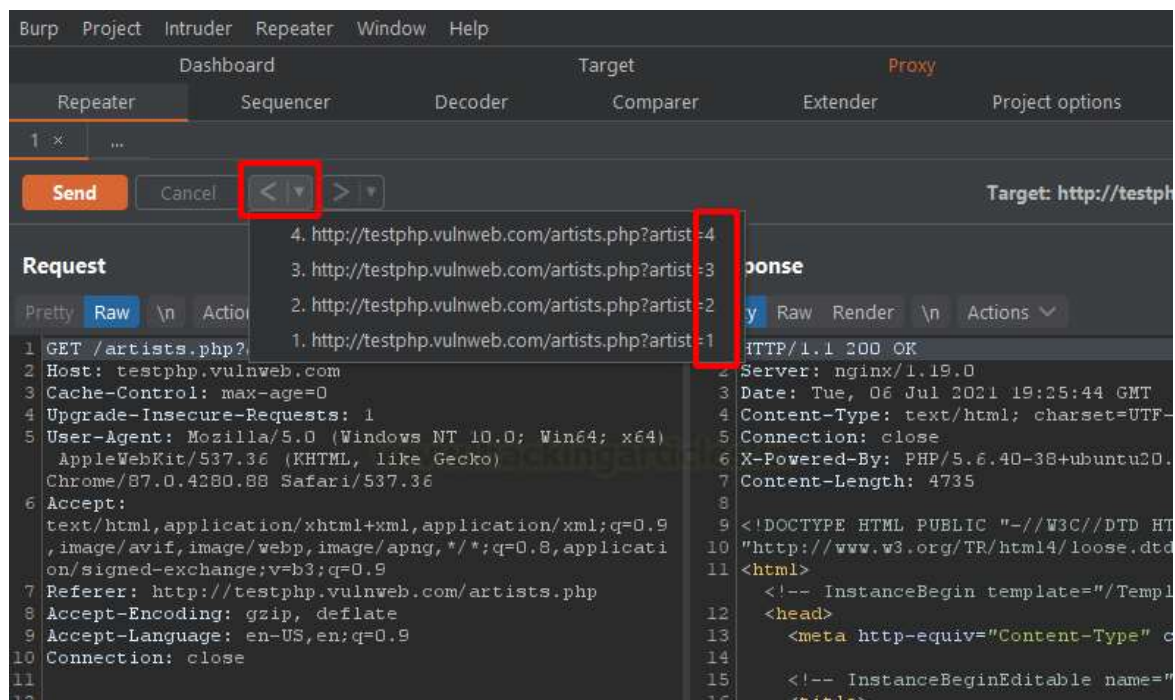 Burp Project Intruder Repeater Window Help
Dashboard Target Proxy
Repeater Sequencer Decoder Comparer Extender Project options
1 × ...
Send Cancel < ▼ > ▼ Target: http://testph
4. http://testphp.vulnweb.com/artists.php?artist=4
3. http://testphp.vulnweb.com/artists.php?artist=3
2. http://testphp.vulnweb.com/artists.php?artist=2
1. http://testphp.vulnweb.com/artists.php?artist=1
Request
Pretty Raw \n Actio
1 GET /artists.php?
2 Host: testphp.vulnweb.com
3 Cache-Control: max-age=0
4 Upgrade-Insecure-Requests: 1
5 User-Agent: Mozilla/5.0 (Windows NT 10.0; Win64; x64)
AppleWebKit/537.36 (KHTML, like Gecko)
Chrome/87.0.4280.88 Safari/537.36
6 Accept:
text/html,application/xhtml+xml,application/xml;q=0.9
,image/avif,image/webp,image/apng,*/*;q=0.8,applicati
on/signed-exchange;v=b3;q=0.9
7 Referer: http://testphp.vulnweb.com/artists.php
8 Accept-Encoding: gzip, deflate
9 Accept-Language: en-US,en;q=0.9
10 Connection: close
11
ponse
y Raw Render \n Actions
HTTP/1.1 200 OK
2 Server: nginx/1.19.0
3 Date: Tue, 06 Jul 2021 19:25:44 GMT
4 Content-Type: text/html; charset=UTF-
5 Connection: close
6 X-Powered-By: PHP/5.6.40-38+ubuntu20.
7 Content-Length: 4735
8
9 <!DOCTYPE HTML PUBLIC "-//W3C//DTD HT
10 "http://www.w3.org/TR/html4/loose.dtd
11 <html>
<!-- InstanceBegin template="/Templ
12 <head>
13 <meta http-equiv="Content-Type" c
14
15 <!-- InstanceBeginEditable name="